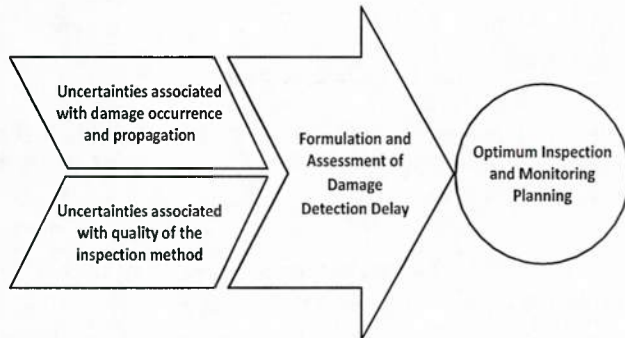 Uncertainties associated
with damage occurrence
and propagation
Uncertainties associated
with quality of the
inspection method
Formulation and
Assessment of
Damage
Detection Delay
Optimum Inspection
and Monitoring
Planning